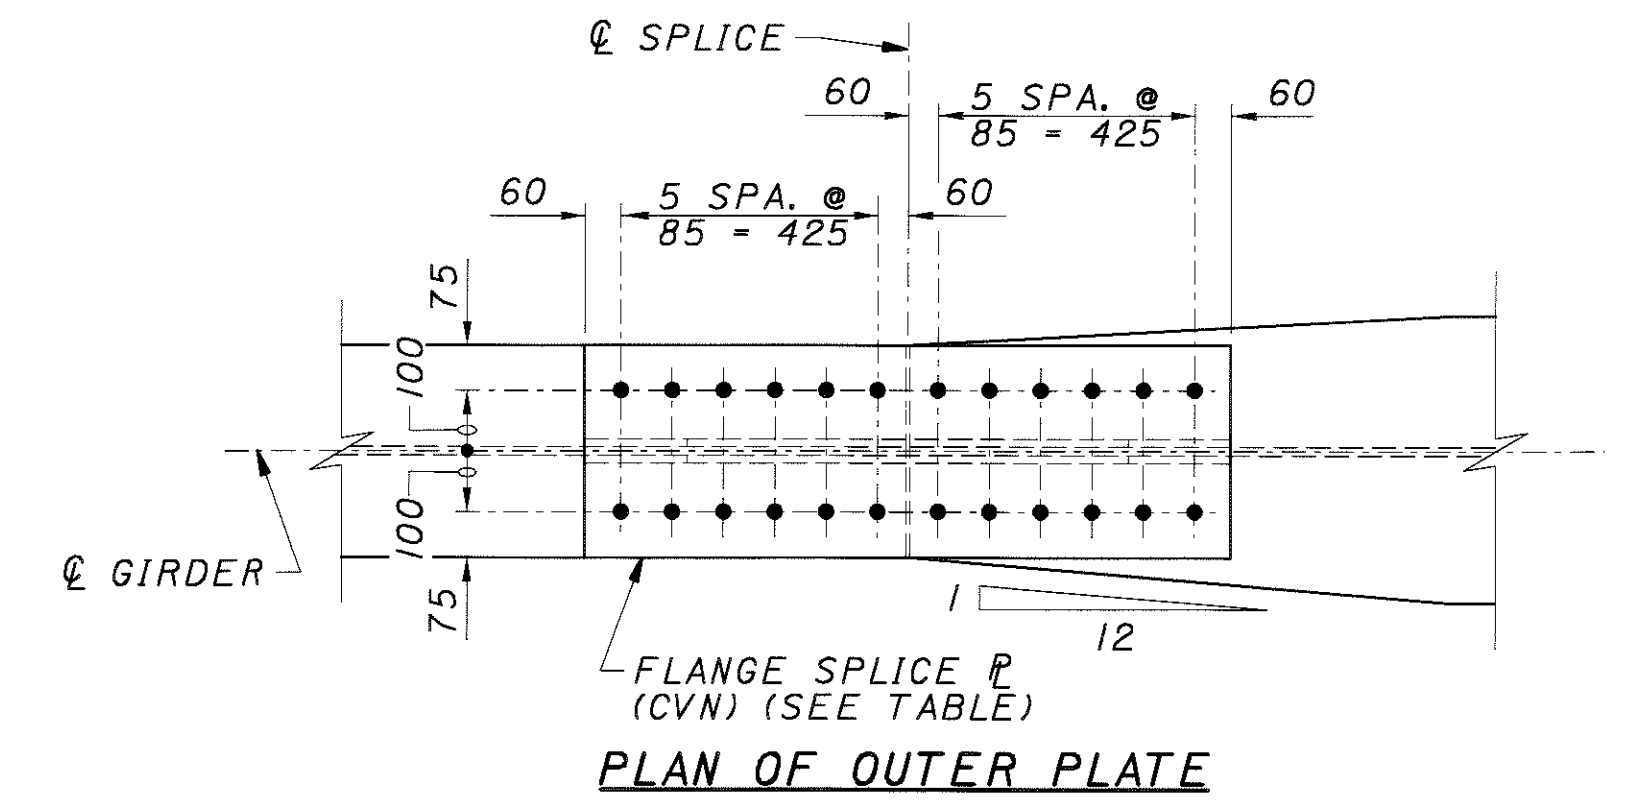 ℄ SPLICE
60
5 SPA. @
85 = 425
60
60
5 SPA. @
85 = 425
60
75
100
100
75
℄ GIRDER
1
12
FLANGE SPLICE ⅊
(CVN) (SEE TABLE)
PLAN OF OUTER PLATE